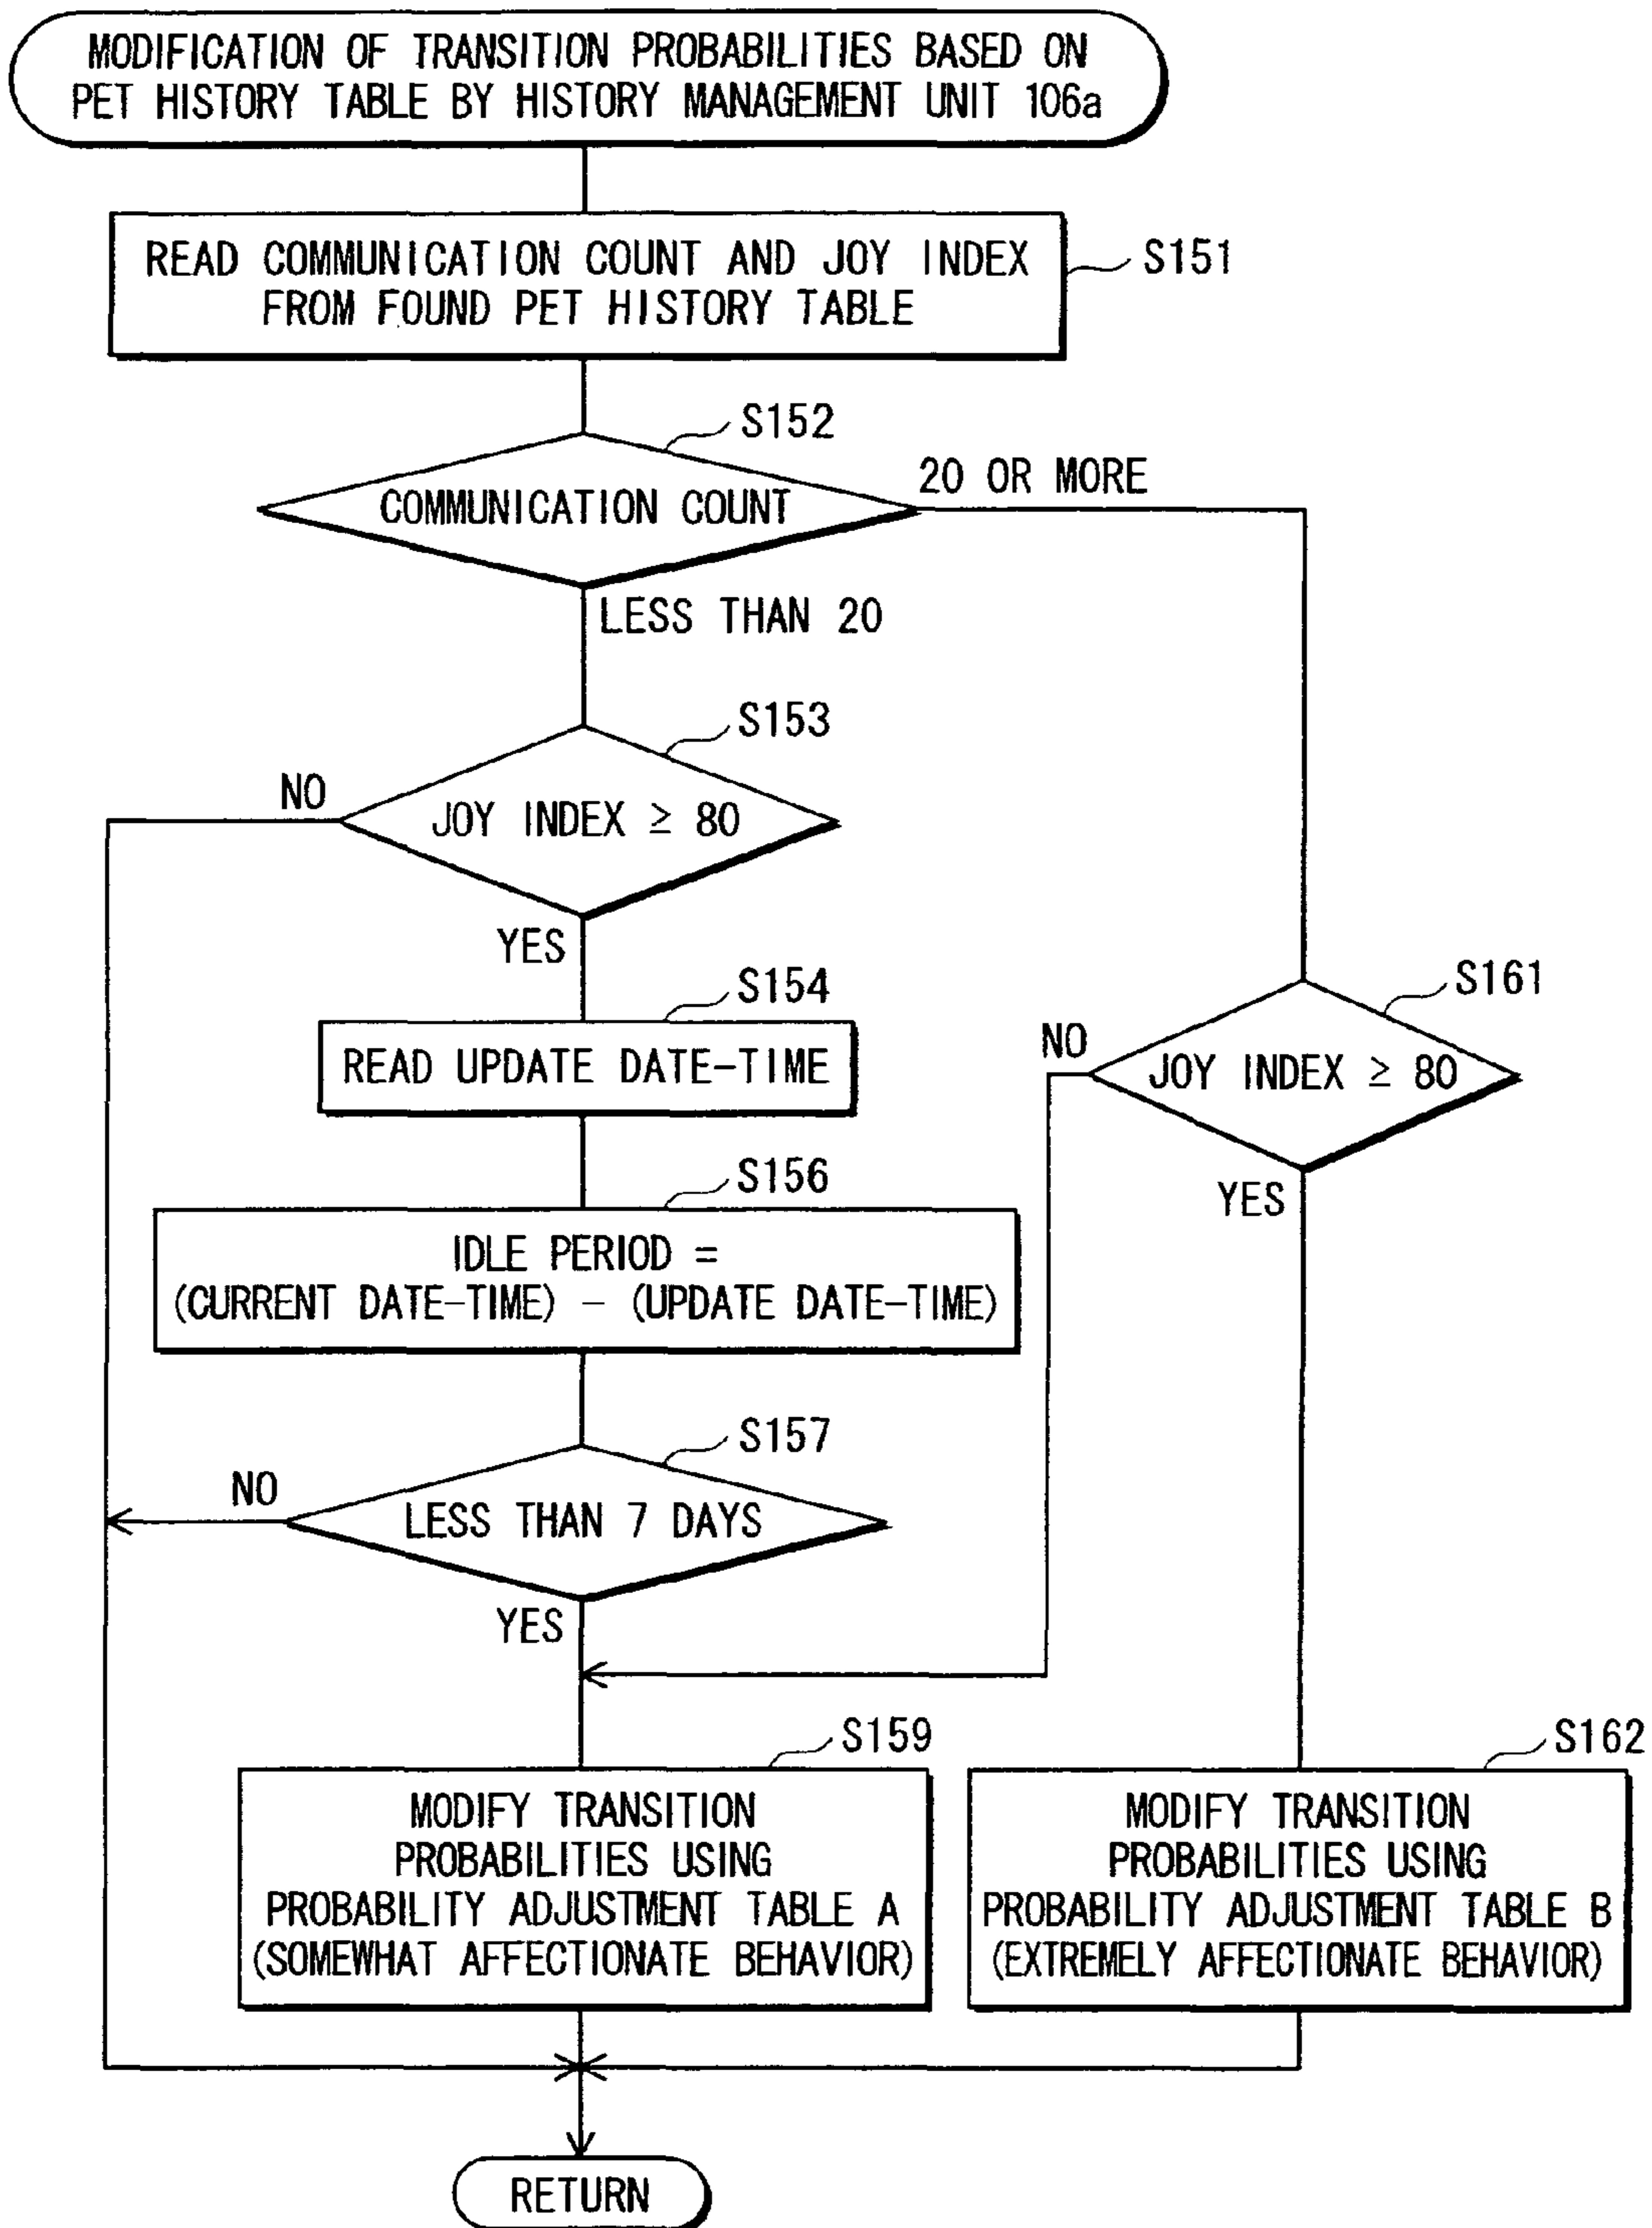 MODIFICATION OF TRANSITION PROBABILITIES BASED ON
PET HISTORY TABLE BY HISTORY MANAGEMENT UNIT 106a
READ COMMUNICATION COUNT AND JOY INDEX
FROM FOUND PET HISTORY TABLE
S151
S152
COMMUNICATION COUNT
20 OR MORE
LESS THAN 20
S153
NO
JOY INDEX ≥ 80
YES
S154
READ UPDATE DATE-TIME
S161
NO
JOY INDEX ≥ 80
YES
S156
IDLE PERIOD =
(CURRENT DATE-TIME) - (UPDATE DATE-TIME)
S157
NO
LESS THAN 7 DAYS
YES
S159
MODIFY TRANSITION
PROBABILITIES USING
PROBABILITY ADJUSTMENT TABLE A
(SOMEWHAT AFFECTIONATE BEHAVIOR)
S162
MODIFY TRANSITION
PROBABILITIES USING
PROBABILITY ADJUSTMENT TABLE B
(EXTREMELY AFFECTIONATE BEHAVIOR)
RETURN